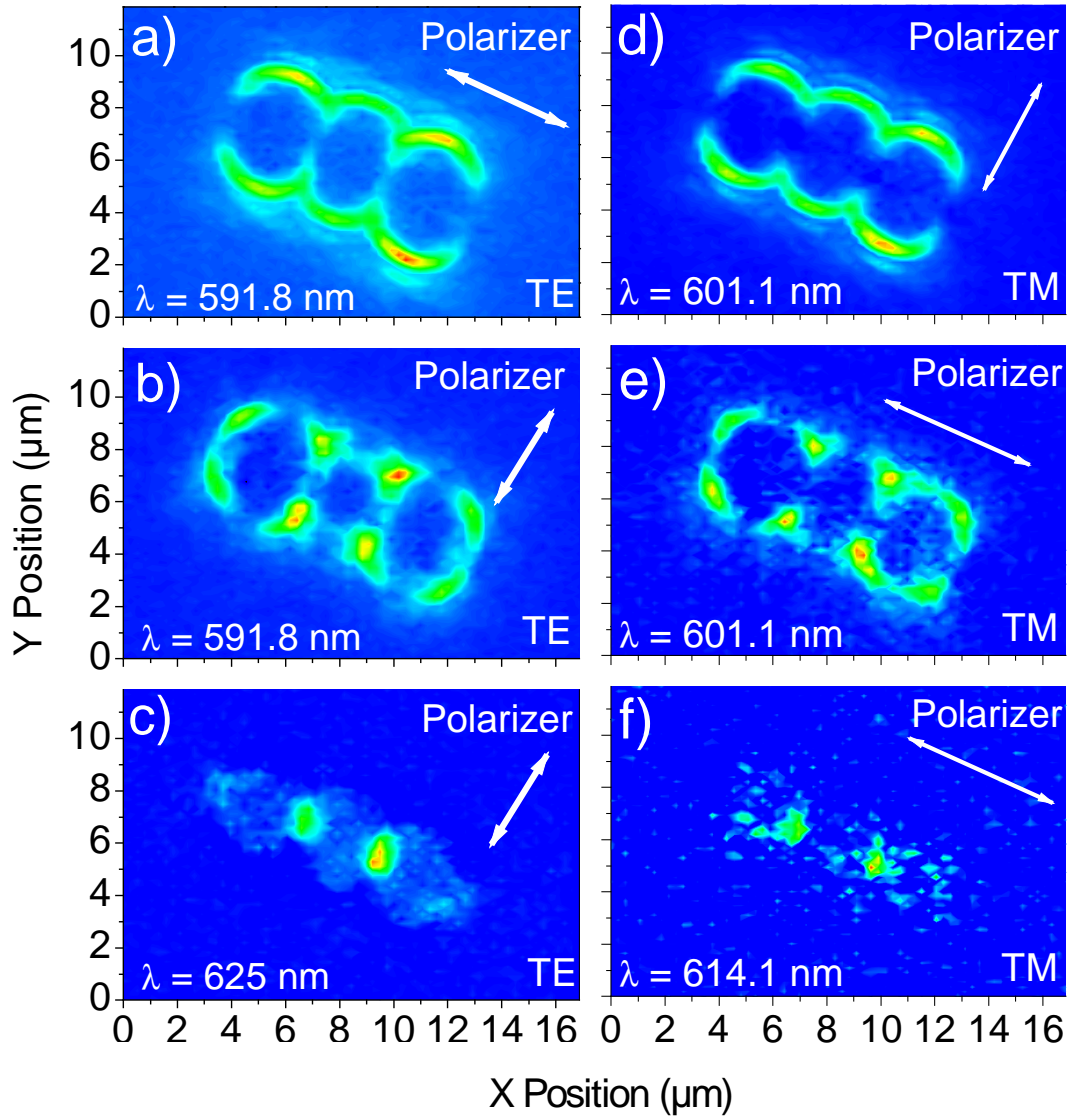 a)
Polarizer
λ = 591.8 nm
TE
d)
Polarizer
λ = 601.1 nm
TM
b)
Polarizer
λ = 591.8 nm
TE
e)
Polarizer
λ = 601.1 nm
TM
c)
Polarizer
λ = 625 nm
TE
f)
Polarizer
λ = 614.1 nm
TM
10
8
6
4
2
0
10
8
6
4
2
0
10
8
6
4
2
0
Y Position (µm)
0 2 4 6 8 10 12 14 16
0 2 4 6 8 10 12 14 16
X Position (µm)